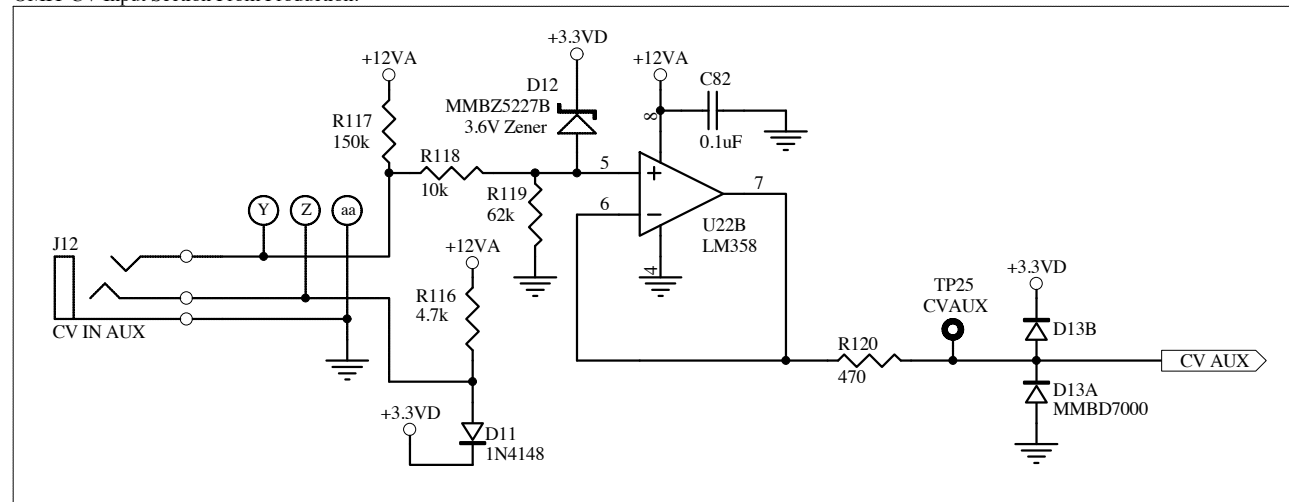 +3.3VD
+12VA
+12VA
D12
C82
MMBZ5227B
R117
8
150k
3.6V Zener
0.1uF
R118
5
7
10k
R119
6
Y
Z
aa
62k
U22B
J12
+12VA
LM358
4
+3.3VD
TP25
R116
CVAUX
4.7k
D13B
CV IN AUX
R120
CV AUX
470
D13A
+3.3VD
MMBD7000
D11
1N4148